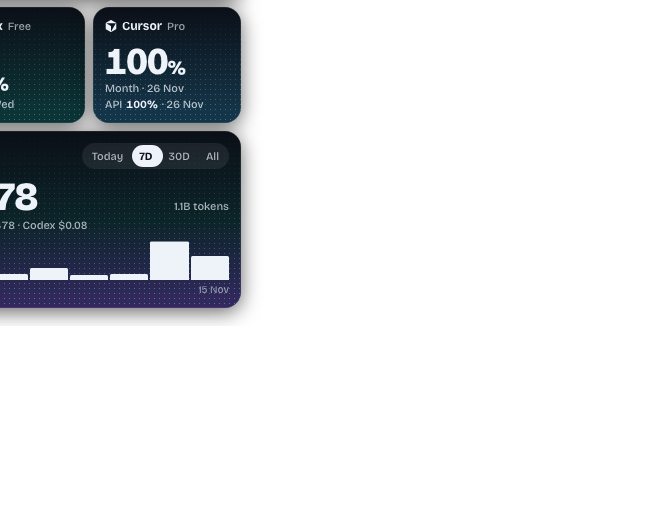 Free
Cursor Pro
100%
%
Month · 26 Nov
API 100% · 26 Nov
Today 7D 30D All
78
1.1B tokens
78 · Codex $0.08
15 Nov